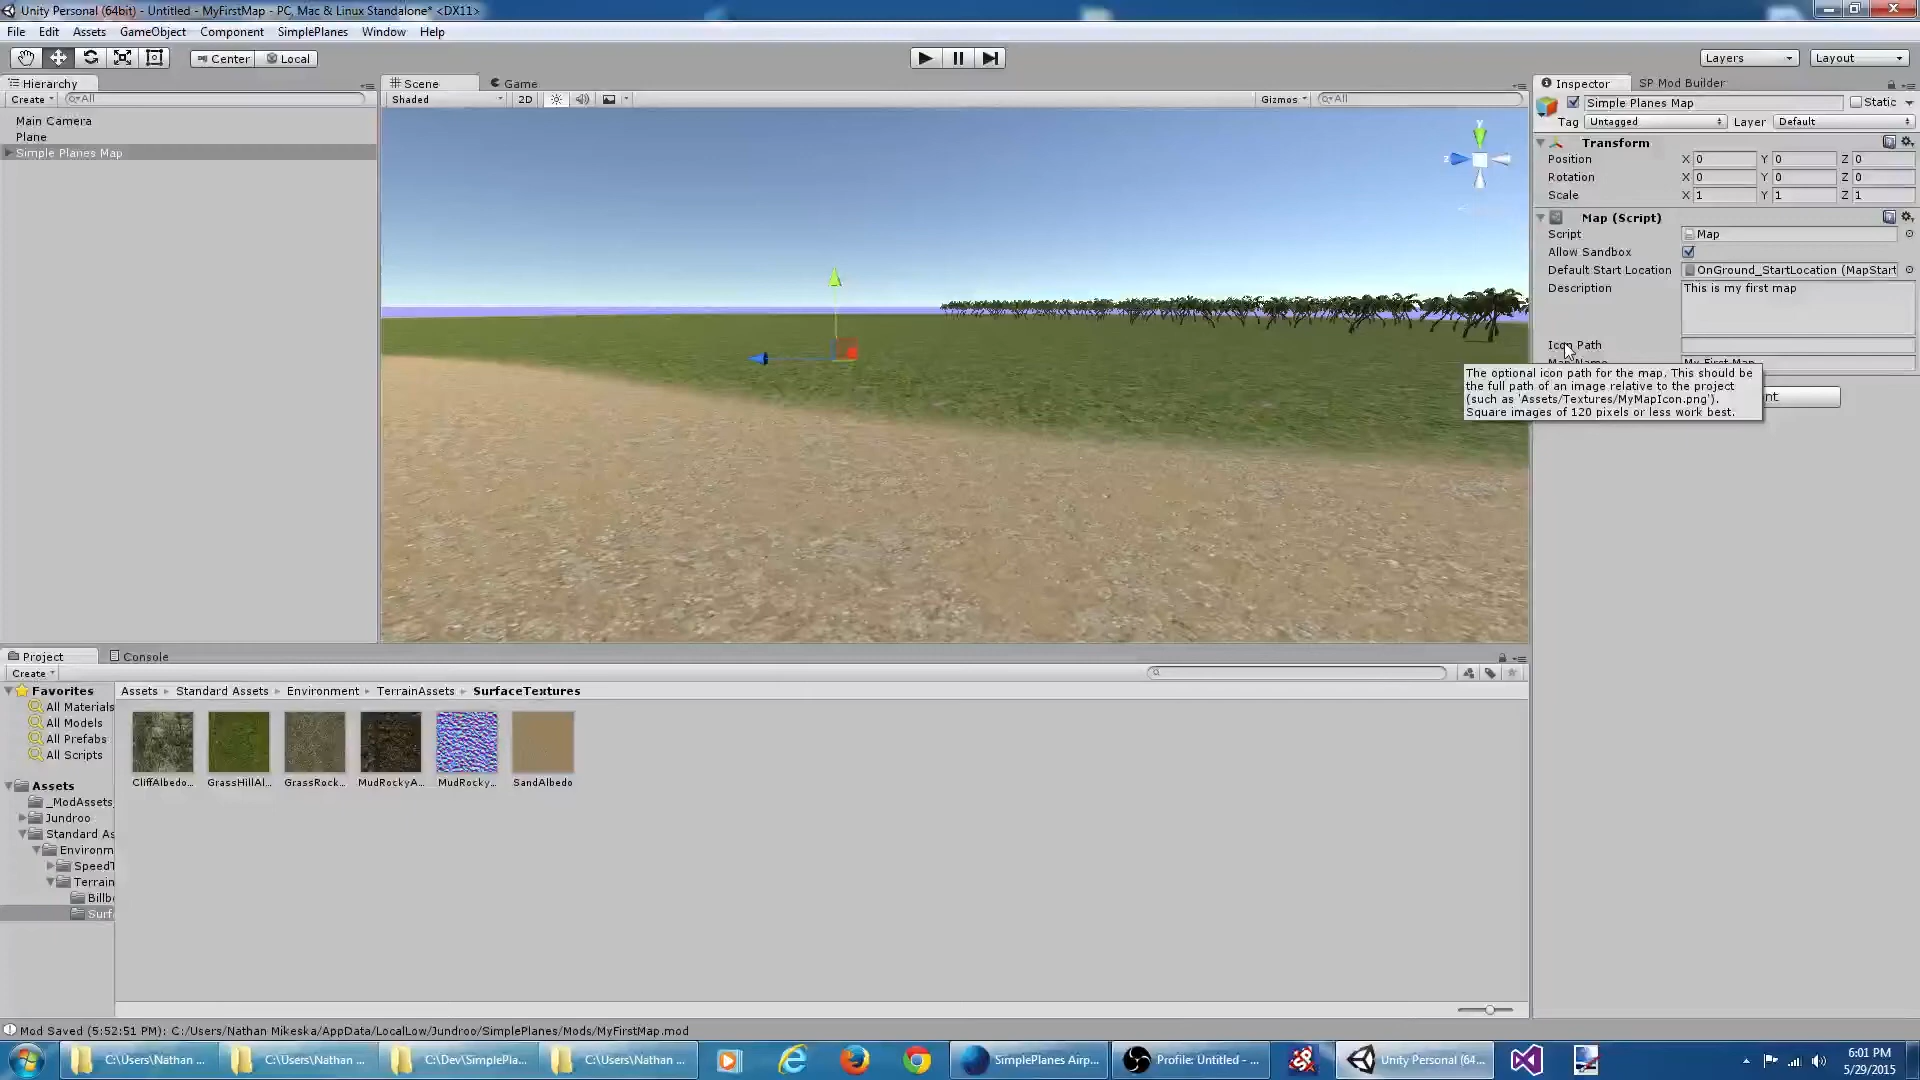 Unity Personal (64bit) - Untitled - MyFirstMap - PC, Mac & Linux Standalone* <DX11>
File Edit Assets GameObject Component SimplePlanes Window Help
Center Local
Layers Layout
Hierarchy
Create All
Main Camera
Plane
Simple Planes Map
Scene Game
Shaded 2D Gizmos All
Inspector SP Mod Builder
Simple Planes Map Static
Tag Untagged Layer Default
Transform
Position X 0 Y 0 Z 0
Rotation X 0 Y 0 Z 0
Scale X 1 Y 1 Z 1
Map (Script)
Script Map
Allow Sandbox
Default Start Location OnGround_StartLocation (MapStart
Description This is my first map
Icon Path
The optional icon path for the map. This should be
the full path of an image relative to the project
(such as 'Assets/Textures/MyMapIcon.png').
Square images of 120 pixels or less work best.
Project Console
Create
Favorites
All Materials
All Models
All Prefabs
All Scripts
Assets
_ModAssets
Jundroo
Standard As
Environm
SpeedT
Terrain
Billb
Surf
Assets Standard Assets Environment TerrainAssets SurfaceTextures
CliffAlbedo... GrassHillAl... GrassRock... MudRockyA... MudRocky... SandAlbedo
Mod Saved (5:52:51 PM): C:/Users/Nathan Mikeska/AppData/LocalLow/Jundroo/SimplePlanes/Mods/MyFirstMap.mod
C:\Users\Nathan ... C:\Users\Nathan ... C:\Dev\SimplePla... C:\Users\Nathan ... SimplePlanes Airp... Profile: Untitled - ... SP Unity Personal (64...
6:01 PM
5/29/2015